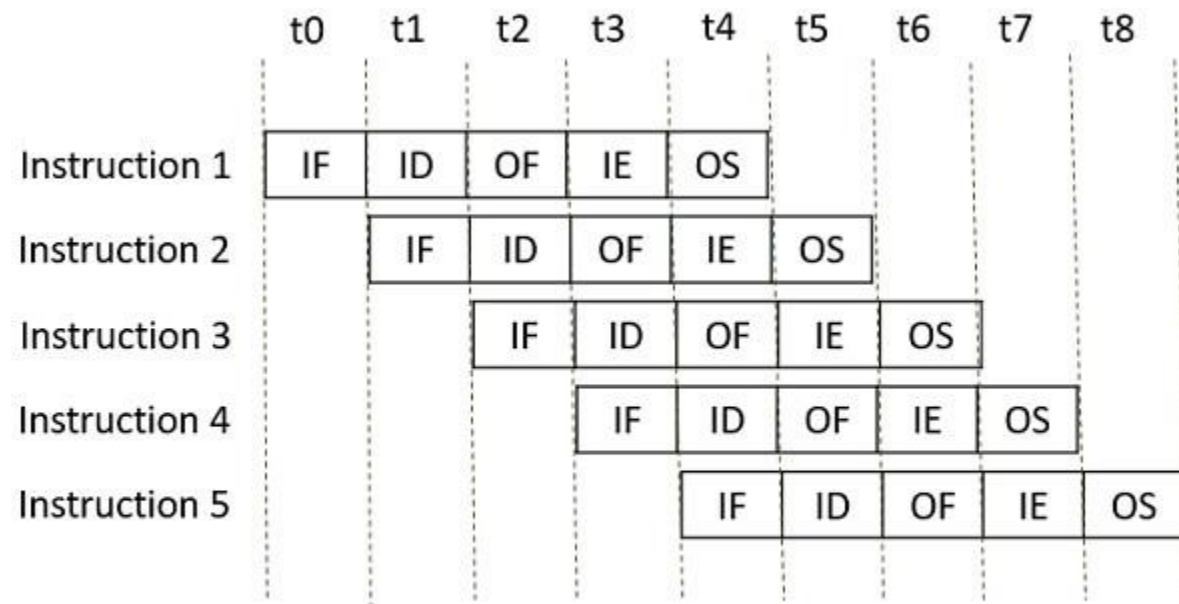 t0 t1 t2 t3 t4 t5 t6 t7 t8
Instruction 1 IF ID OF IE OS
Instruction 2 IF ID OF IE OS
Instruction 3 IF ID OF IE OS
Instruction 4 IF ID OF IE OS
Instruction 5 IF ID OF IE OS